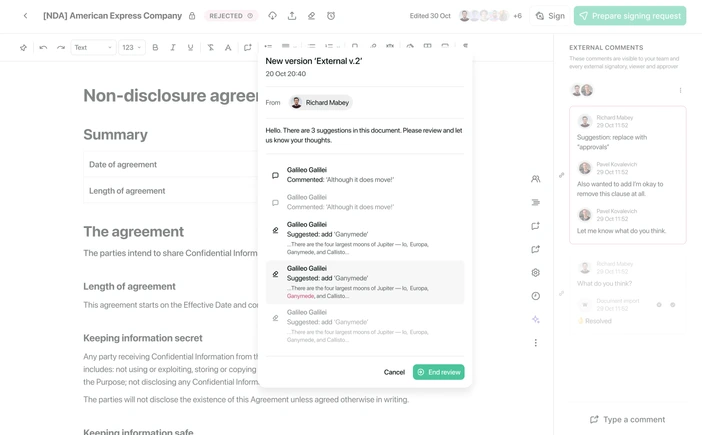 [NDA] American Express Company
REJECTED
Edited 30 Oct
+6
Sign
Prepare signing request
Text
123
B
I
U
T
A
Non-disclosure agreer
Summary
Date of agreement
Length of agreement
The agreement
The parties intend to share Confidential Inform
Length of agreement
This agreement starts on the Effective Date and co
Keeping information secret
Any party receiving Confidential Information from th
includes: not using or exploiting, storing or copying
the Purpose; not disclosing any Confidential Inform
The parties will not disclose the existence of this Agreement unless agreed otherwise in writing.
Keeping information safe
New version ‘External v.2’
20 Oct 20:40
From
Richard Mabey
Hello. There are 3 suggestions in this document. Please review and let
us know your thoughts.
Galileo Galilei
Commented: ‘Although it does move!’
Galileo Galilei
Commented: ‘Although it does move!’
Galileo Galilei
Suggested: add ‘Ganymede’
...There are the four largest moons of Jupiter — Io, Europa,
Ganymede, and Callisto...
Galileo Galilei
Suggested: add ‘Ganymede’
...There are the four largest moons of Jupiter — Io, Europa,
Ganymede, and Callisto...
Galileo Galilei
Suggested: add ‘Ganymede’
...There are the four largest moons of Jupiter — Io, Europa,
Ganymede, and Callisto...
Cancel
End review
EXTERNAL COMMENTS
These comments are visible to your team and
every external signatory, viewer and approver
Richard Mabey
29 Oct 11:52
Suggestion: replace with
“approvals”
Pavel Kovalevich
29 Oct 11:52
Also wanted to add I'm okay to
remove this clause at all.
Pavel Kovalevich
29 Oct 11:52
Let me know what do you think.
Richard Mabey
29 Oct 11:52
What do you think?
Document export
29 Oct 11:52
Resolved
Type a comment